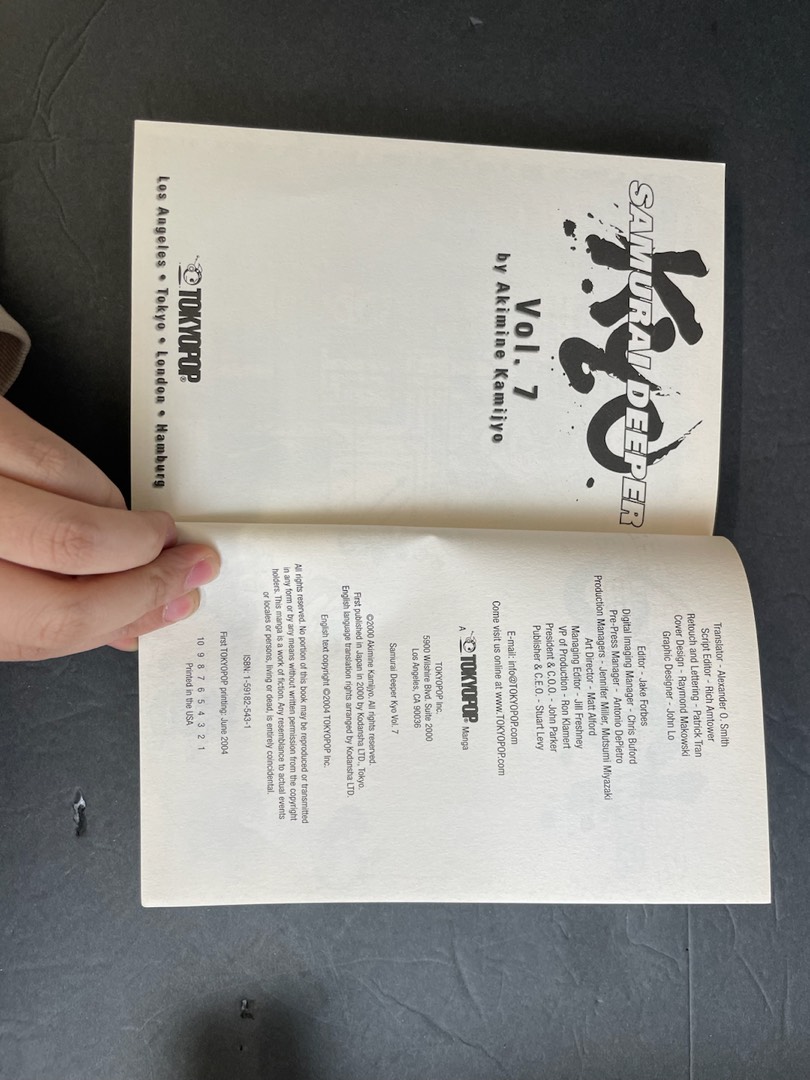 SAMURAI DEEPER
Kyo
Vol. 7
by Akimine Kamijyo
TOKYOPOP®
Los Angeles • Tokyo • London • Hamburg
Translator - Alexander O. Smith
Script Editor - Rich Amtower
Retouch and Lettering - Patrick Tran
Cover Design - Raymond Makowski
Graphic Designer - John Lo
Editor - Jake Forbes
Digital Imaging Manager - Chris Buford
Pre-Press Manager - Antonio DePietro
Production Managers - Jennifer Miller, Mutsumi Miyazaki
Art Director - Matt Alford
Managing Editor - Jill Freshney
VP of Production - Ron Klamert
President & C.O.O. - John Parker
Publisher & C.E.O. - Stuart Levy
E-mail: info@TOKYOPOP.com
Come visit us online at www.TOKYOPOP.com
A TOKYOPOP Manga
TOKYOPOP Inc.
5900 Wilshire Blvd. Suite 2000
Los Angeles, CA 90036
Samurai Deeper Kyo Vol. 7
©2000 Akimine Kamijyo. All rights reserved.
First published in Japan in 2000 by Kodansha LTD., Tokyo.
English language translation rights arranged by Kodansha LTD.
English text copyright ©2004 TOKYOPOP Inc.
All rights reserved. No portion of this book may be reproduced or transmitted
in any form or by any means without written permission from the copyright
holders. This manga is a work of fiction. Any resemblance to actual events
or locales or persons, living or dead, is entirely coincidental.
ISBN: 1-59182-543-1
First TOKYOPOP printing: June 2004
10 9 8 7 6 5 4 3 2 1
Printed in the USA